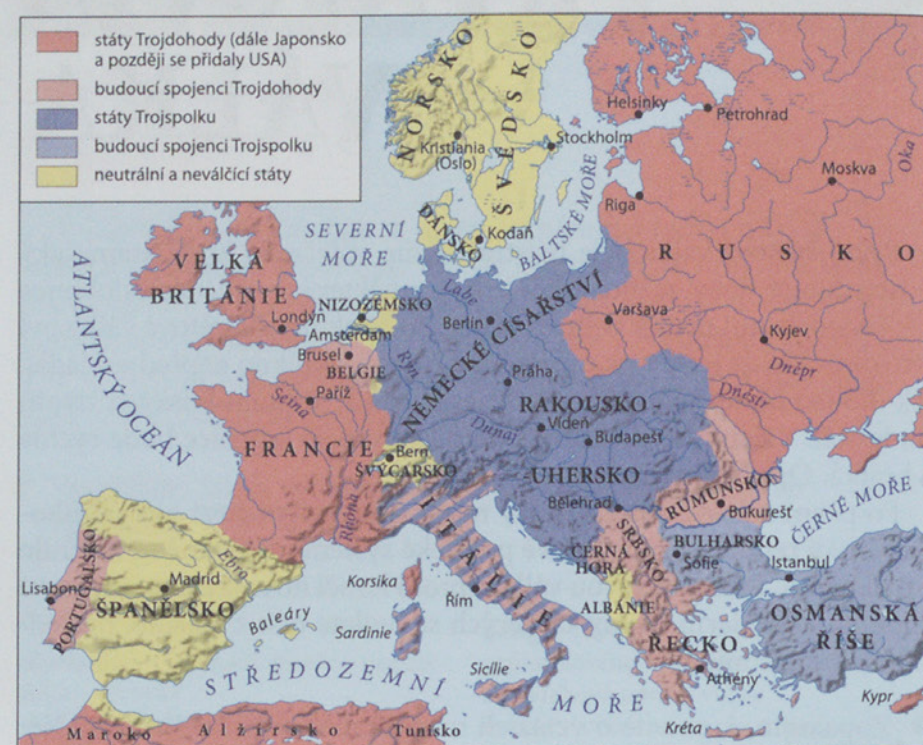 státy Trojdohody (dále Japonsko
a později se přidaly USA)
budoucí spojenci Trojdohody
státy Trojspolku
budoucí spojenci Trojspolku
neutrální a neválčící státy
NORSKO
ŠVÉDSKO
Kristiania
(Oslo)
Stockholm
Helsinky
Petrohrad
Moskva
Oka
Riga
RUSKO
BALTSKÉ MOŘE
DÁNSKO
Kodaň
SEVERNÍ
MOŘE
ATLANTSKÝ OCEÁN
VELKÁ
BRITÁNIE
Londýn
NIZOZEMSKO
Amsterdam
Brusel
BELGIE
Labe
Berlín
NĚMECKÉ CÍSAŘSTVÍ
Rýn
Varšava
Kyjev
Dněpr
Dněstr
Práha
Paříž
Seina
FRANCIE
Dunaj
RAKOUSKO-
Vídeň
Budapešť
-UHERSKO
Bern
ŠVÝCARSKO
Rhôna
Bělehrad
RUMUNSKO
Bukurešť
ČERNÉ MOŘE
ITÁLIE
ČERNÁ
HORA
SRBSKO
BULHARSKO
Sofie
Istanbul
PORTUGALSKO
Lisabon
Madrid
ŠPANĚLSKO
Ebro
Baleáry
Korsika
Sardinie
Řím
ALBÁNIE
OSMANSKÁ
ŘÍŠE
ŘECKO
Athény
Sicílie
STŘEDOZEMNÍ
MOŘE
Kréta
Kypr
Maroko
Alžírsko
Tunisko